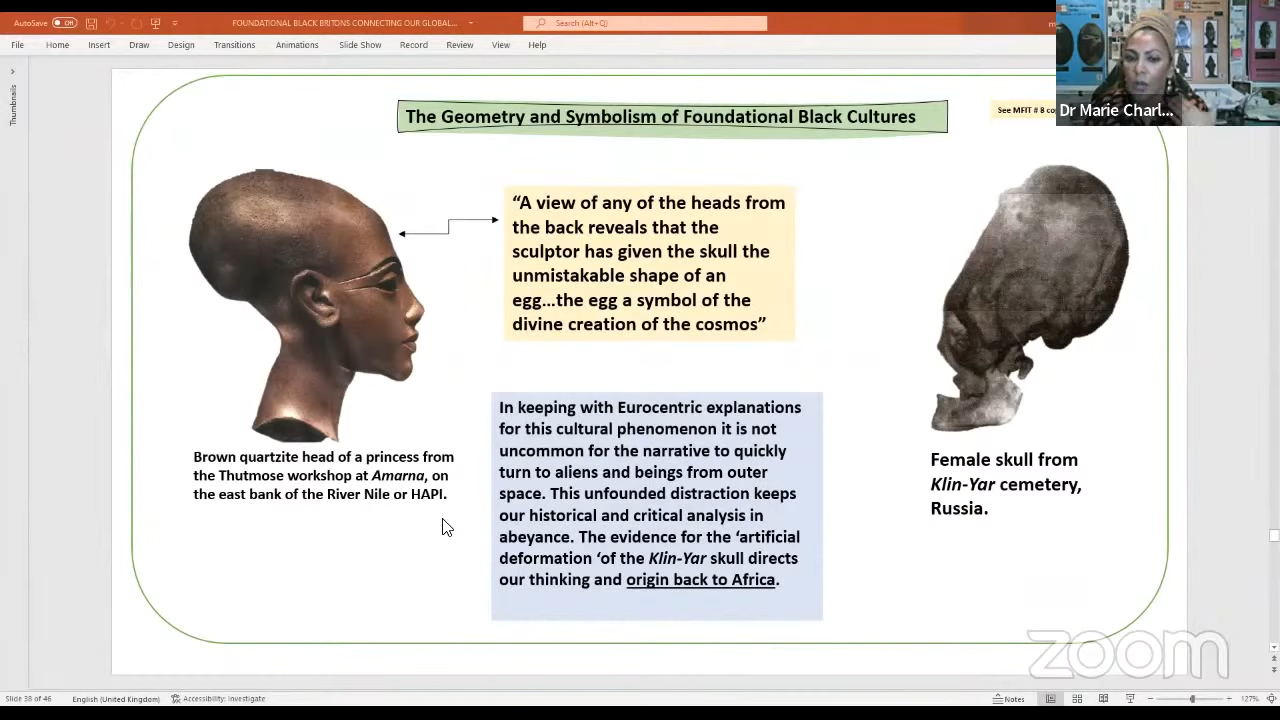 AutoSave
Off
FOUNDATIONAL BLACK BRITONS CONNECTING OUR GLOBAL...
Search (Alt+Q)
File Home Insert Draw Design Transitions Animations Slide Show Record Review View Help
Thumbnails
The Geometry and Symbolism of Foundational Black Cultures
See MFIT # 8
Dr Marie Charl...
“A view of any of the heads from
the back reveals that the
sculptor has given the skull the
unmistakable shape of an
egg…the egg a symbol of the
divine creation of the cosmos”
Brown quartzite head of a princess from
the Thutmose workshop at Amarna, on
the east bank of the River Nile or HAPI.
In keeping with Eurocentric explanations
for this cultural phenomenon it is not
uncommon for the narrative to quickly
turn to aliens and beings from outer
space. This unfounded distraction keeps
our historical and critical analysis in
abeyance. The evidence for the ‘artificial
deformation ‘of the Klin-Yar skull directs
our thinking and origin back to Africa.
Female skull from
Klin-Yar cemetery,
Russia.
zoom
Slide 38 of 46 English (United Kingdom) Accessibility: Investigate Notes 127%